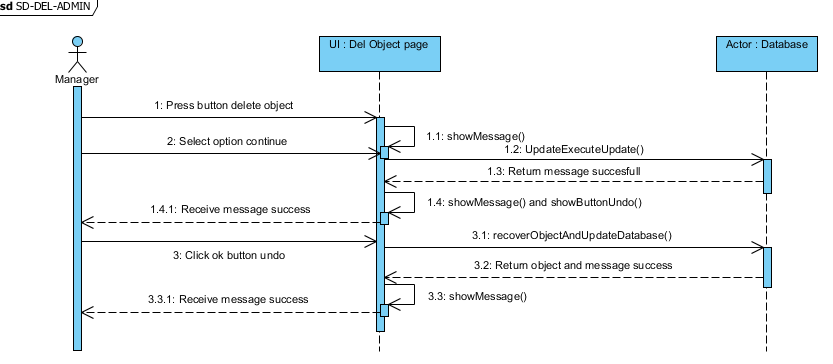 sd SD-DEL-ADMIN
Manager
UI : Del Object page
Actor : Database
1: Press button delete object
1.1: showMessage()
2: Select option continue
1.2: UpdateExecuteUpdate()
1.3: Return message succesfull
1.4: showMessage() and showButtonUndo()
1.4.1: Receive message success
3.1: recoverObjectAndUpdateDatabase()
3: Click ok button undo
3.2: Return object and message success
3.3: showMessage()
3.3.1: Receive message success